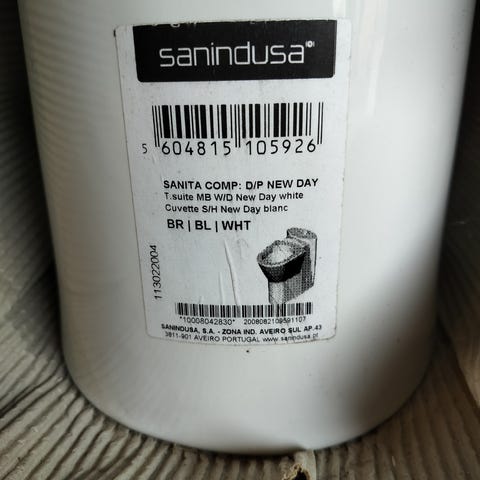 sanindusa
5 604815 105926
SANITA COMP: D/P NEW DAY
T.suite MB W/D New Day white
Cuvette S/H New Day blanc
BR | BL | WHT
113022004
*10008042830* 2008082109591107
SANINDUSA, S.A. - ZONA IND. AVEIRO SUL AP.43
3811-901 AVEIRO PORTUGAL www.sanindusa.pt